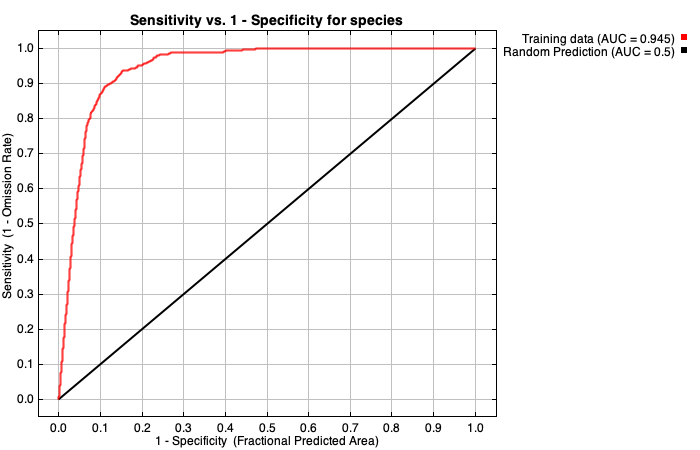 Sensitivity vs. 1 - Specificity for species
Training data (AUC = 0.945)
Random Prediction (AUC = 0.5)
Sensitivity (1 - Omission Rate)
1.0
0.9
0.8
0.7
0.6
0.5
0.4
0.3
0.2
0.1
0.0
0.0 0.1 0.2 0.3 0.4 0.5 0.6 0.7 0.8 0.9 1.0
1 - Specificity (Fractional Predicted Area)